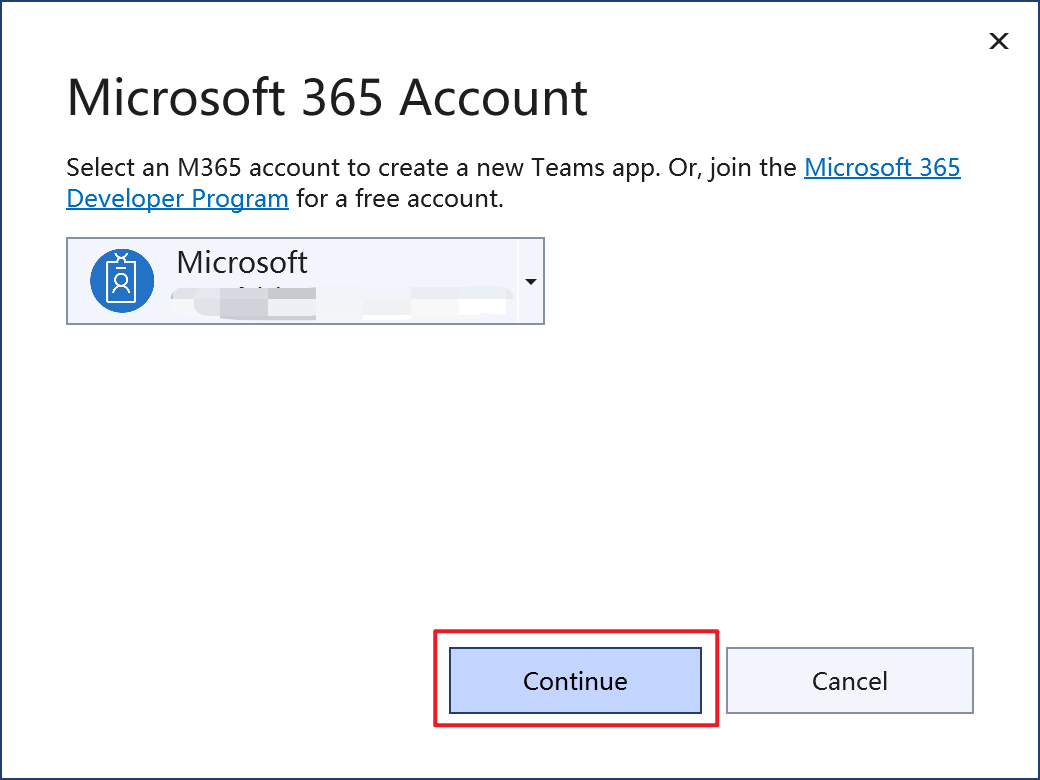 Microsoft 365 Account
Select an M365 account to create a new Teams app. Or, join the Microsoft 365
Developer Program for a free account.
Microsoft
Continue
Cancel